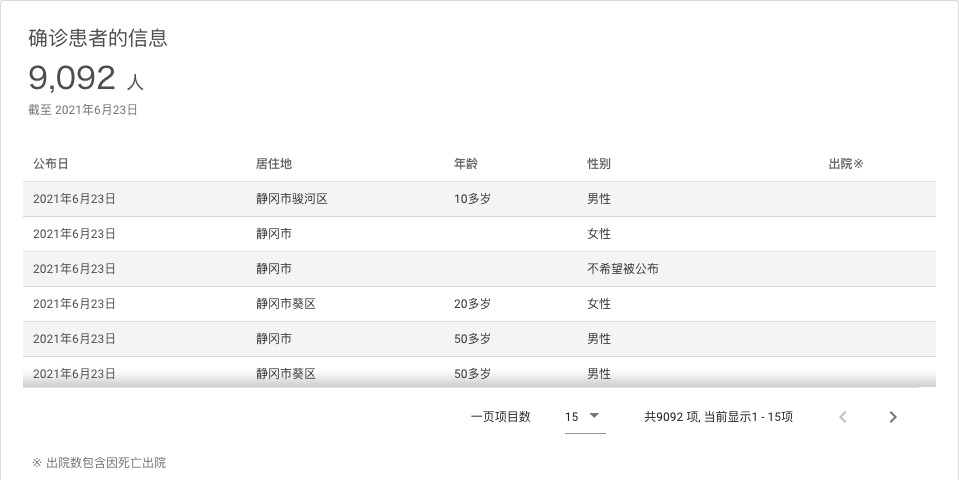 确诊患者的信息
9,092 人
截至 2021年6月23日
公布日 居住地 年龄 性别 出院※
2021年6月23日 静冈市骏河区 10多岁 男性
2021年6月23日 静冈市 女性
2021年6月23日 静冈市 不希望被公布
2021年6月23日 静冈市葵区 20多岁 女性
2021年6月23日 静冈市 50多岁 男性
2021年6月23日 静冈市葵区 50多岁 男性
一页项目数 15 共9092 项, 当前显示1 - 15项
※ 出院数包含因死亡出院